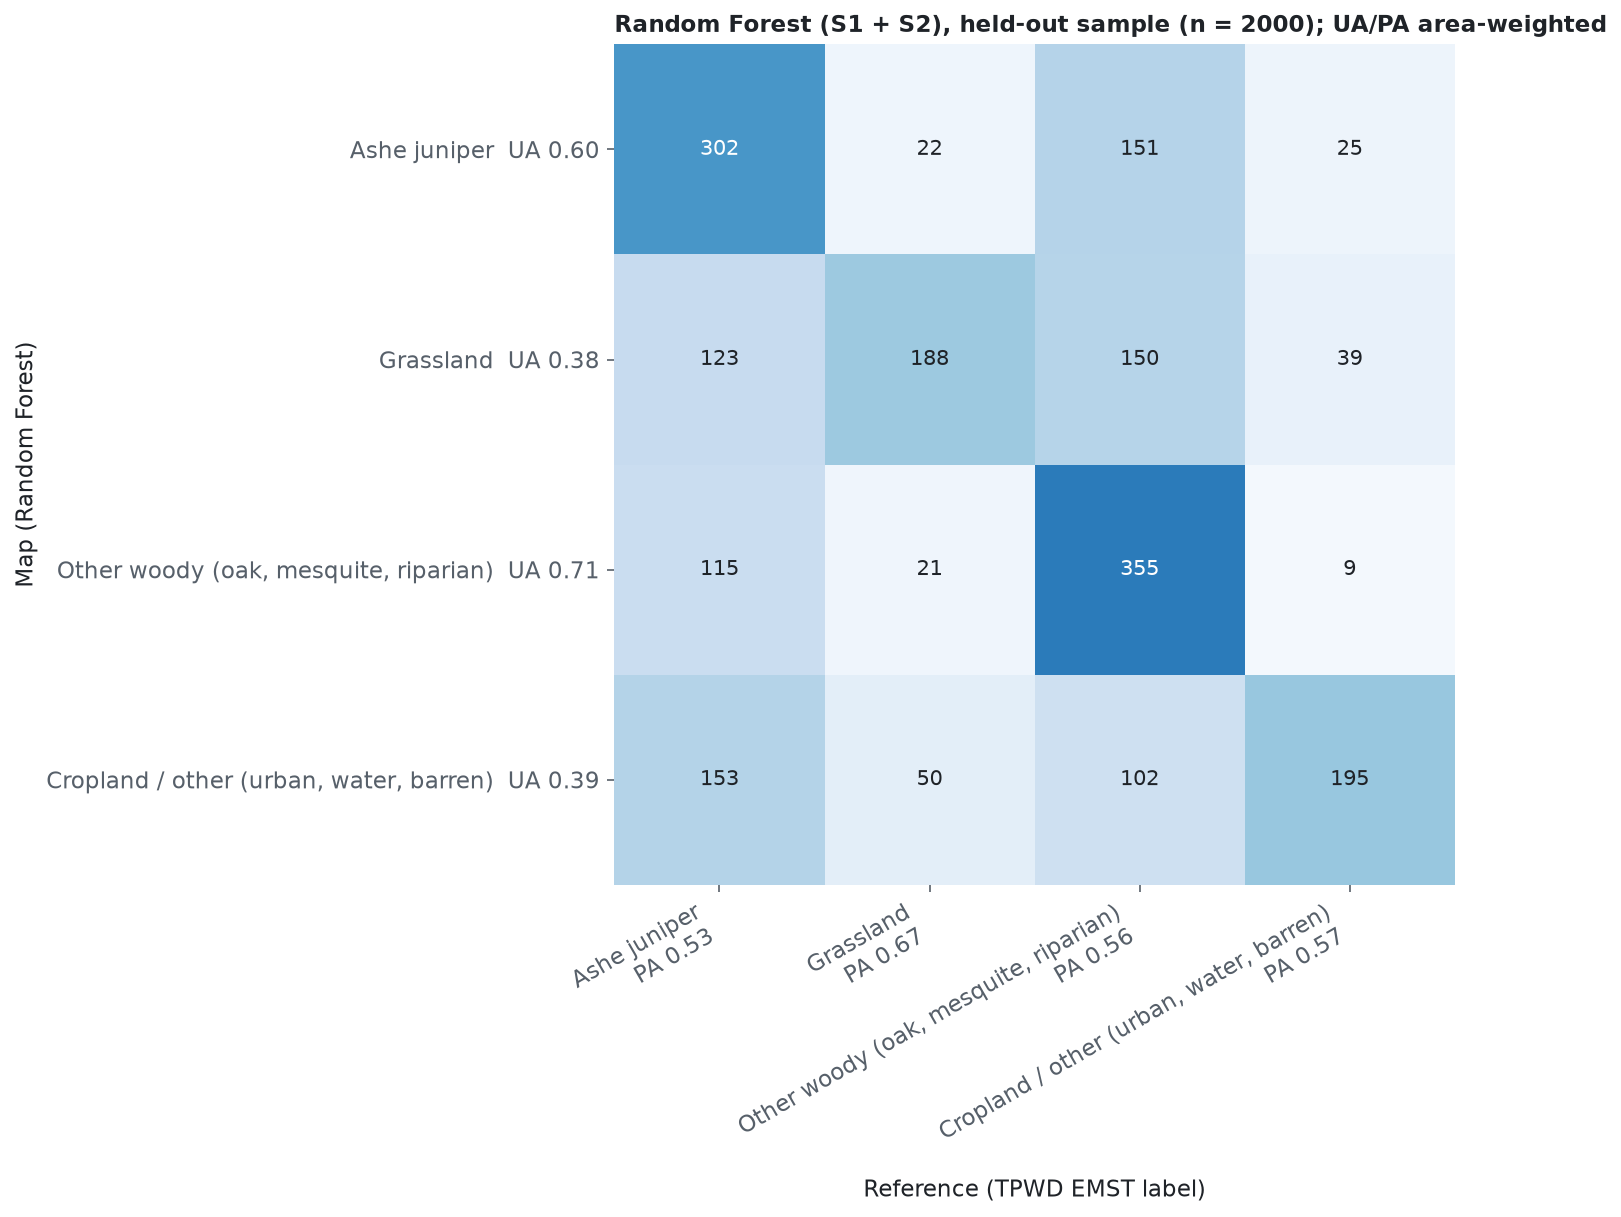 Random Forest (S1 + S2), held-out sample (n = 2000); UA/PA area-weighted
Map (Random Forest)
Ashe juniper  UA 0.60
302
22
151
25
Grassland  UA 0.38
123
188
150
39
Other woody (oak, mesquite, riparian)  UA 0.71
115
21
355
9
Cropland / other (urban, water, barren)  UA 0.39
153
50
102
195
Ashe juniper
PA 0.53
Grassland
PA 0.67
Other woody (oak, mesquite, riparian)
PA 0.56
Cropland / other (urban, water, barren)
PA 0.57
Reference (TPWD EMST label)